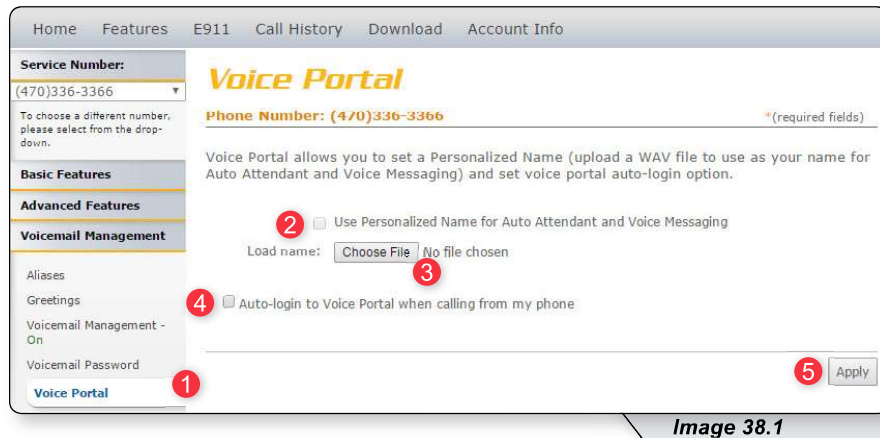 Home Features E911 Call History Download Account Info
Service Number:
(470)336-3366
To choose a different number,
please select from the drop-
down.
Basic Features
Advanced Features
Voicemail Management
Aliases
Greetings
Voicemail Management -
On
Voicemail Password
Voice Portal
1
Voice Portal
Phone Number: (470)336-3366 *(required fields)
Voice Portal allows you to set a Personalized Name (upload a WAV file to use as your name for
Auto Attendant and Voice Messaging) and set voice portal auto-login option.
2 Use Personalized Name for Auto Attendant and Voice Messaging
Load name: Choose File No file chosen
3
4 Auto-login to Voice Portal when calling from my phone
5 Apply
Image 38.1